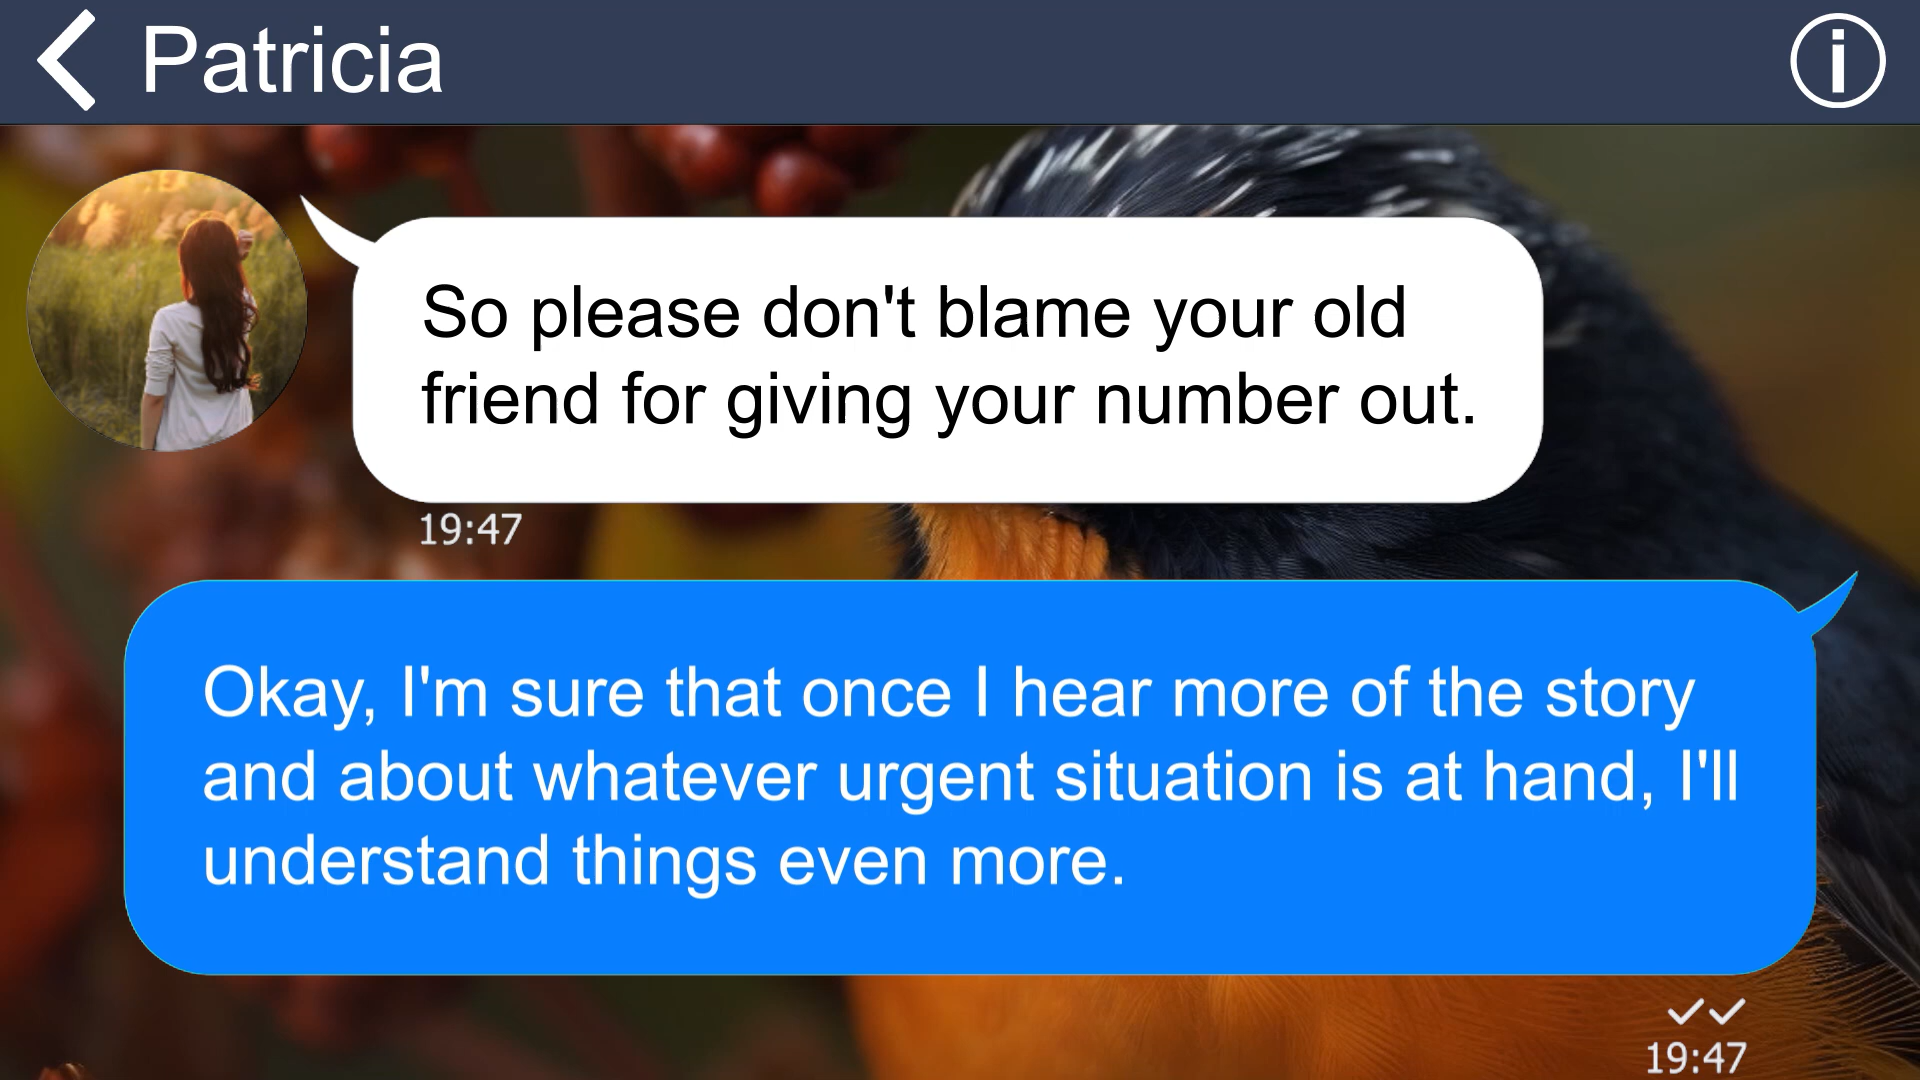 Patricia
So please don't blame your old
friend for giving your number out.
19:47
Okay, I'm sure that once I hear more of the story
and about whatever urgent situation is at hand, I'll
understand things even more.
19:47